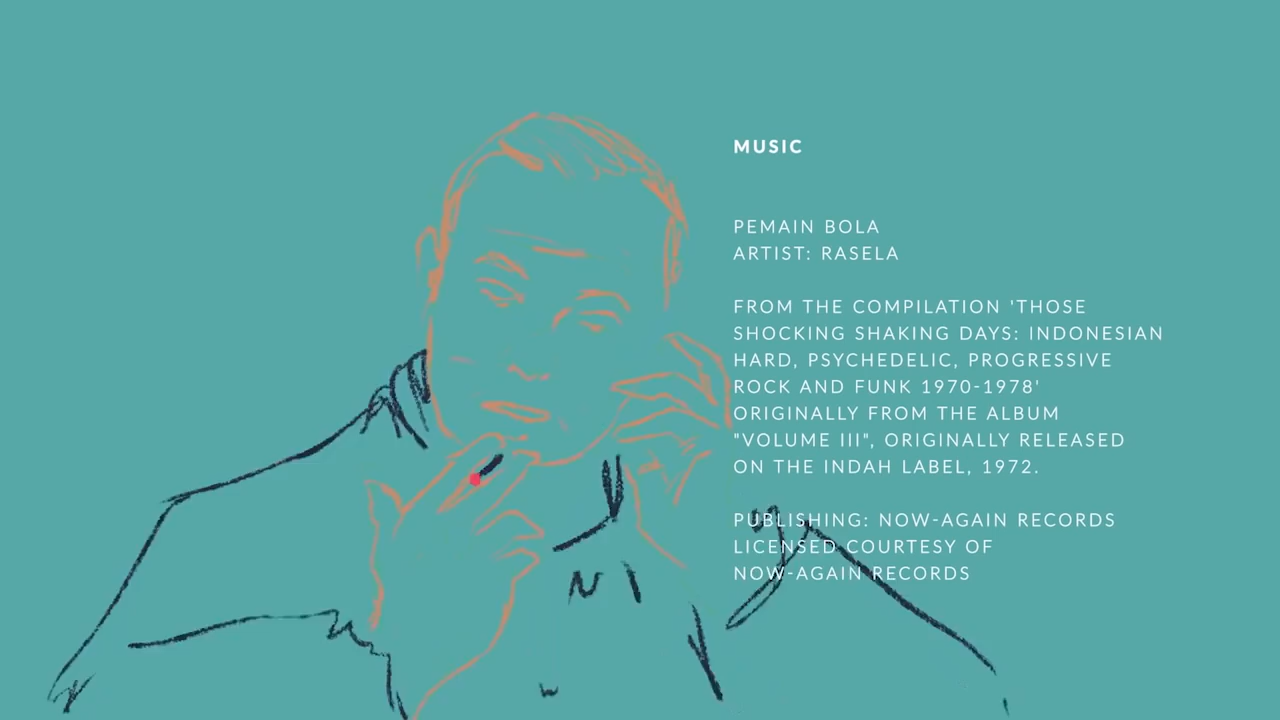 MUSIC
PEMAIN BOLA
ARTIST: RASELA
FROM THE COMPILATION 'THOSE
SHOCKING SHAKING DAYS: INDONESIAN
HARD, PSYCHEDELIC, PROGRESSIVE
ROCK AND FUNK 1970-1978'
ORIGINALLY FROM THE ALBUM
"VOLUME III", ORIGINALLY RELEASED
ON THE INDAH LABEL, 1972.
PUBLISHING: NOW-AGAIN RECORDS
LICENSED COURTESY OF
NOW-AGAIN RECORDS